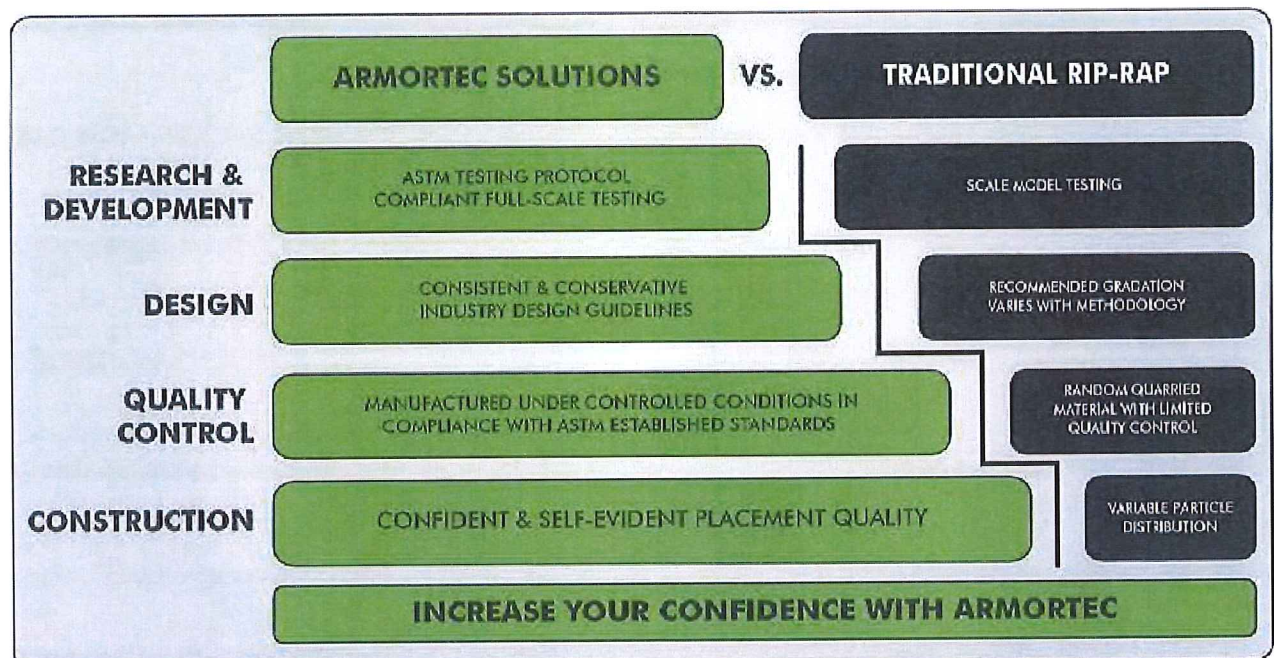 ARMORTEC SOLUTIONS
VS.
TRADITIONAL RIP-RAP
RESEARCH &
DEVELOPMENT
ASTM TESTING PROTOCOL
COMPLIANT FULL-SCALE TESTING
SCALE MODEL TESTING
DESIGN
CONSISTENT & CONSERVATIVE
INDUSTRY DESIGN GUIDELINES
RECOMMENDED GRADATION
VARIES WITH METHODOLOGY
QUALITY
CONTROL
MANUFACTURED UNDER CONTROLLED CONDITIONS IN
COMPLIANCE WITH ASTM ESTABLISHED STANDARDS
RANDOM QUARRIED
MATERIAL WITH LIMITED
QUALITY CONTROL
CONSTRUCTION
CONFIDENT & SELF-EVIDENT PLACEMENT QUALITY
VARIABLE PARTICLE
DISTRIBUTION
INCREASE YOUR CONFIDENCE WITH ARMORTEC